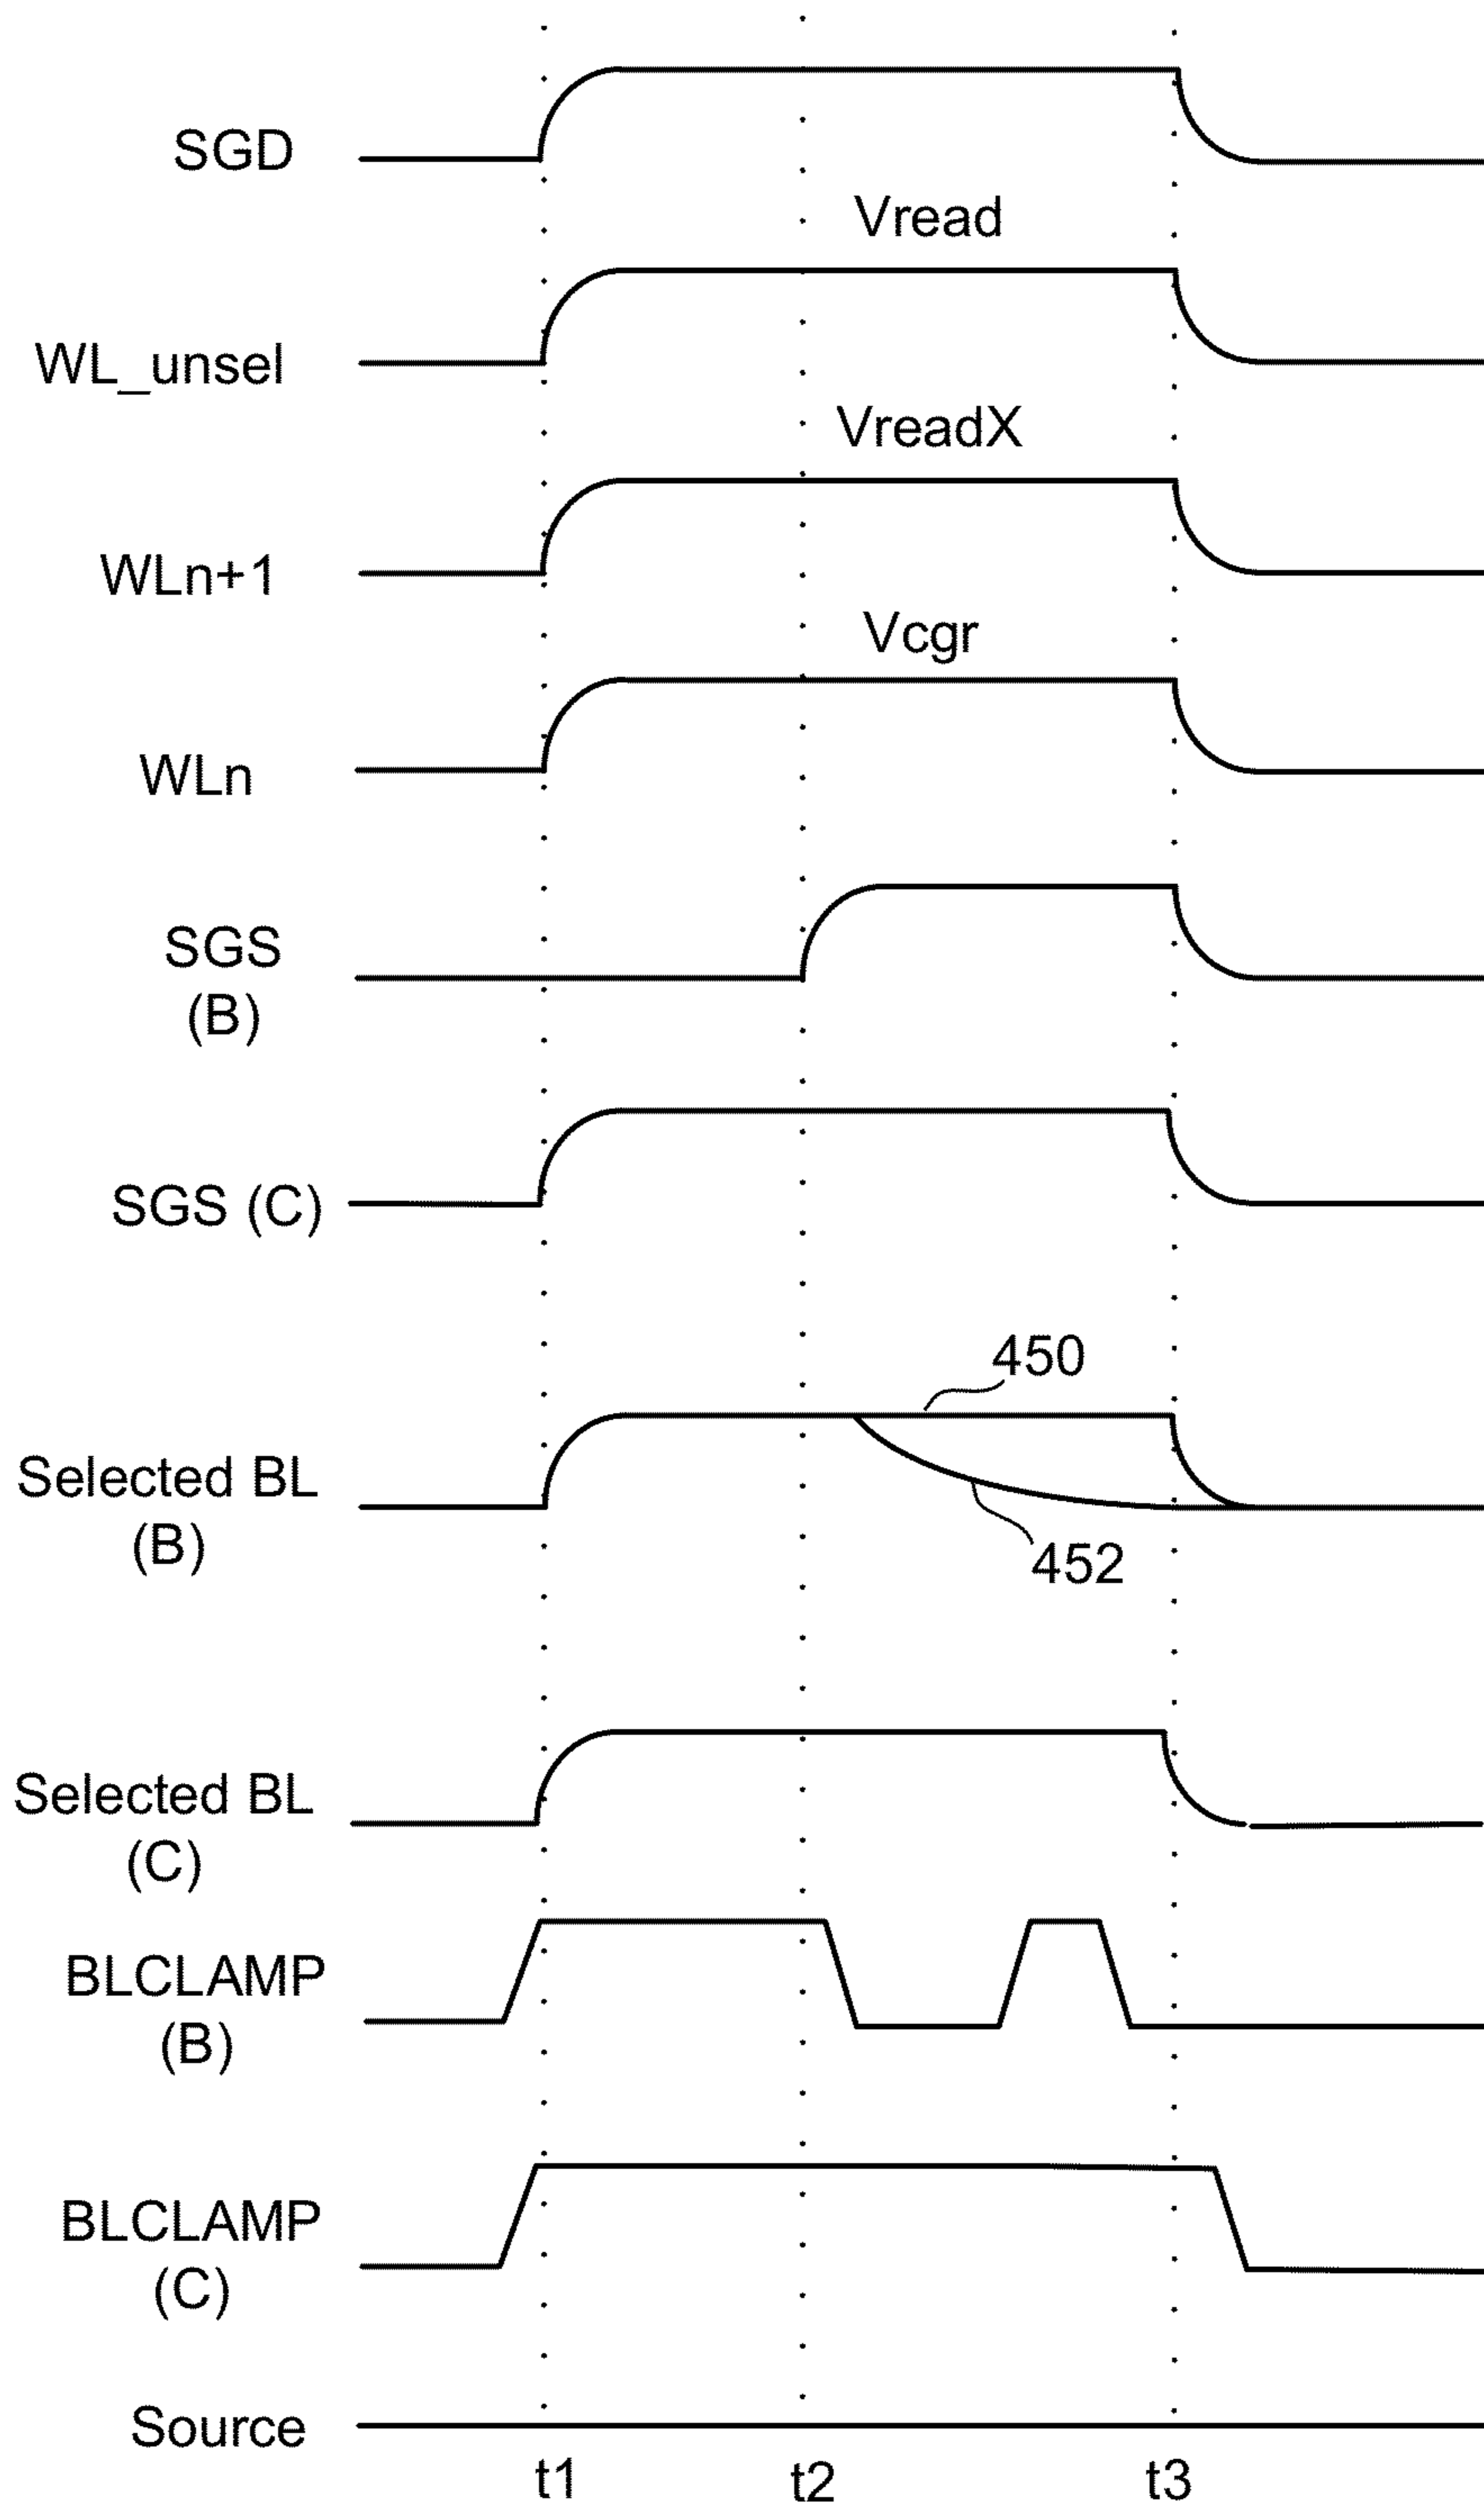 SGD
Vread
WL_unsel
VreadX
WLn+1
Vcgr
WLn
SGS
(B)
SGS (C)
450
Selected BL
(B)
452
Selected BL
(C)
BLCLAMP
(B)
BLCLAMP
(C)
Source
t1 t2 t3